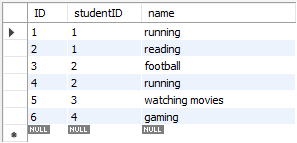 ID studentID name
1 1 running
2 1 reading
3 2 football
4 2 running
5 3 watching movies
6 4 gaming
NULL NULL NULL